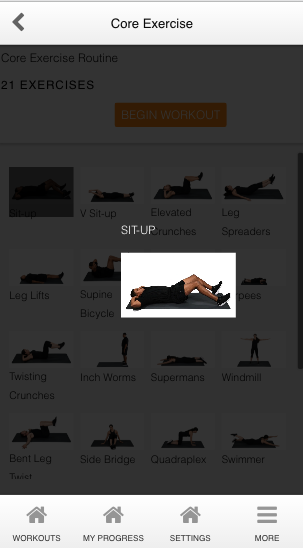 Core Exercise
Core Exercise Routine
21 EXERCISES
BEGIN WORKOUT
Sit-up
V Sit-up
Elevated
Crunches
Leg
Spreaders
SIT-UP
Leg Lifts
Supine
Bicycle
pees
Twisting
Crunches
Inch Worms
Supermans
Windmill
Bent Leg
Twist
Side Bridge
Quadraplex
Swimmer
WORKOUTS
MY PROGRESS
SETTINGS
MORE